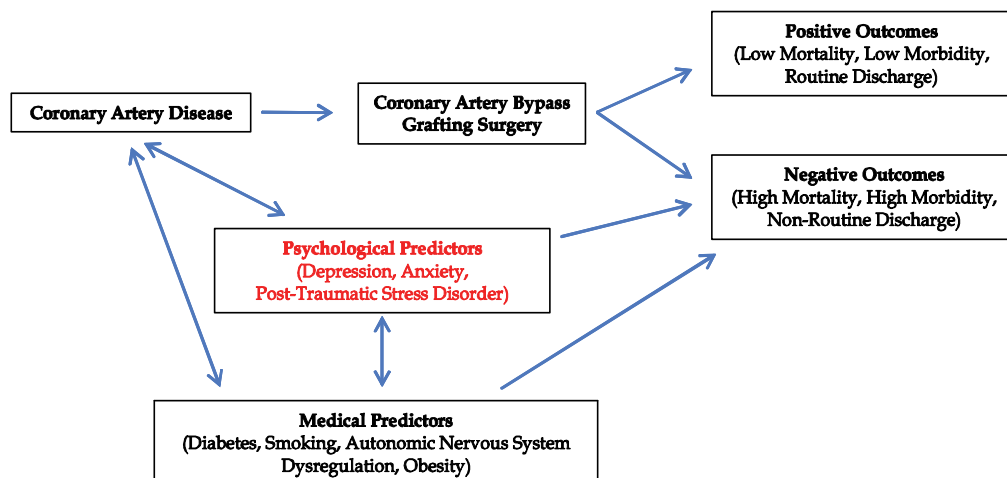 Positive Outcomes
(Low Mortality, Low Morbidity,
Routine Discharge)
Coronary Artery Disease
Coronary Artery Bypass
Grafting Surgery
Negative Outcomes
(High Mortality, High Morbidity,
Non-Routine Discharge)
Psychological Predictors
(Depression, Anxiety,
Post-Traumatic Stress Disorder)
Medical Predictors
(Diabetes, Smoking, Autonomic Nervous System
Dysregulation, Obesity)